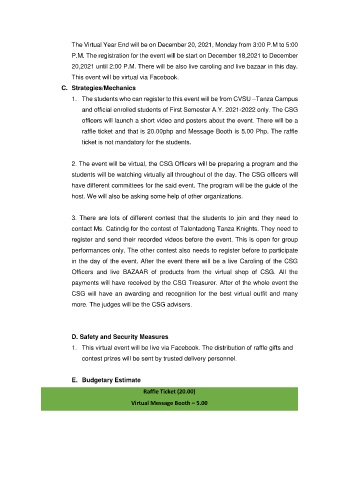 The Virtual Year End will be on December 20, 2021, Monday from 3:00 P.M to 5:00
P.M. The registration for the event will be start on December 18,2021 to December
20,2021 until 2:00 P.M. There will be also live caroling and live bazaar in this day.
This event will be virtual via Facebook.
C. Strategies/Mechanics
1. The students who can register to this event will be from CVSU –Tanza Campus
and official enrolled students of First Semester A.Y. 2021-2022 only. The CSG
officers will launch a short video and posters about the event. There will be a
raffle ticket and that is 20.00php and Message Booth is 5.00 Php. The raffle
ticket is not mandatory for the students.
2. The event will be virtual, the CSG Officers will be preparing a program and the
students will be watching virtually all throughout of the day. The CSG officers will
have different committees for the said event. The program will be the guide of the
host. We will also be asking some help of other organizations.
3. There are lots of different contest that the students to join and they need to
contact Ms. Catindig for the contest of Talentadong Tanza Knights. They need to
register and send their recorded videos before the event. This is open for group
performances only. The other contest also needs to register before to participate
in the day of the event. After the event there will be a live Caroling of the CSG
Officers and live BAZAAR of products from the virtual shop of CSG. All the
payments will have received by the CSG Treasurer. After of the whole event the
CSG will have an awarding and recognition for the best virtual outfit and many
more. The judges will be the CSG advisers.
D. Safety and Security Measures
1. This virtual event will be live via Facebook. The distribution of raffle gifts and
contest prizes will be sent by trusted delivery personnel.
E. Budgetary Estimate
Raffle Ticket (20.00)
Virtual Message Booth – 5.00